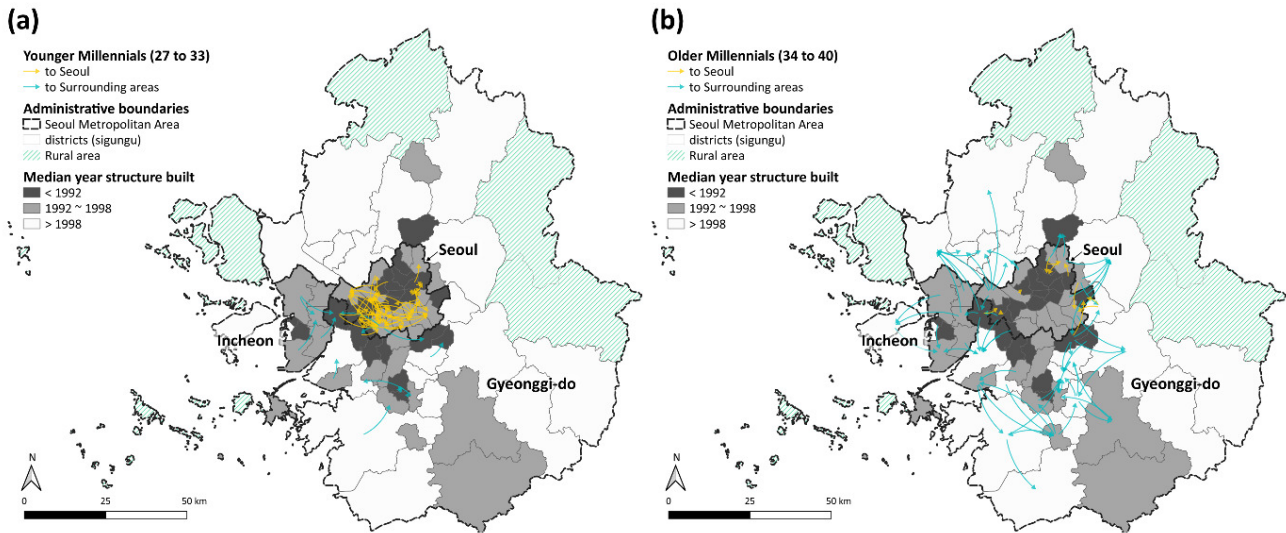 (a)
Younger Millennials (27 to 33)
to Seoul
to Surrounding areas
Administrative boundaries
Seoul Metropolitan Area
districts (sigungu)
Rural area
Median year structure built
< 1992
1992 ~ 1998
> 1998
Seoul
Incheon
Gyeonggi-do
N
0 25 50 km
(b)
Older Millennials (34 to 40)
to Seoul
to Surrounding areas
Administrative boundaries
Seoul Metropolitan Area
districts (sigungu)
Rural area
Median year structure built
< 1992
1992 ~ 1998
> 1998
Seoul
Incheon
Gyeonggi-do
N
0 25 50 km